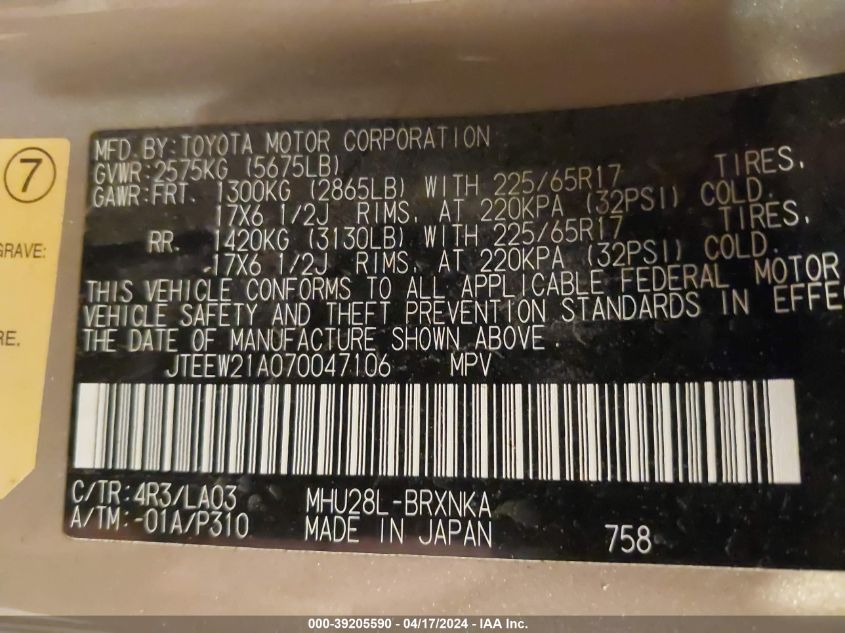 7
GRAVE:
RE.
MFD. BY: TOYOTA MOTOR CORPORATION
GVWR: 2575KG (5675LB)
GAWR: FRT. 1300KG (2865LB) WITH 225/65R17 TIRES,
17X6 1/2J RIMS, AT 220KPA (32PSI) COLD.
RR. 1420KG (3130LB) WITH 225/65R17 TIRES,
17X6 1/2J RIMS, AT 220KPA (32PSI) COLD.
THIS VEHICLE CONFORMS TO ALL APPLICABLE FEDERAL MOTOR
VEHICLE SAFETY AND THEFT PREVENTION STANDARDS IN EFFEC
THE DATE OF MANUFACTURE SHOWN ABOVE.
JTEEW21A070047106 MPV
C/TR: 4R3/LA03 MHU28L-BRXNKA
A/TM: -01A/P310 MADE IN JAPAN 758
000-39205590 - 04/17/2024 - IAA Inc.